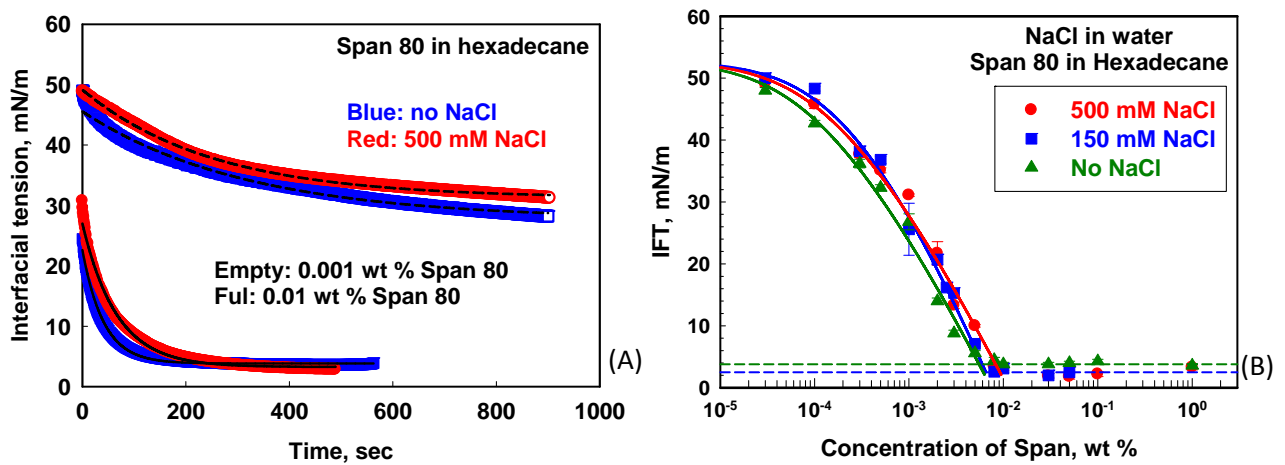 Interfacial tension, mN/m
60
50
40
30
20
10
0
Span 80 in hexadecane
Blue: no NaCl
Red: 500 mM NaCl
Empty: 0.001 wt % Span 80
Ful: 0.01 wt % Span 80
(A)
0 200 400 600 800 1000
Time, sec
IFT, mN/m
60
50
40
30
20
10
0
NaCl in water
Span 80 in Hexadecane
500 mM NaCl
150 mM NaCl
No NaCl
(B)
10-5 10-4 10-3 10-2 10-1 100
Concentration of Span, wt %